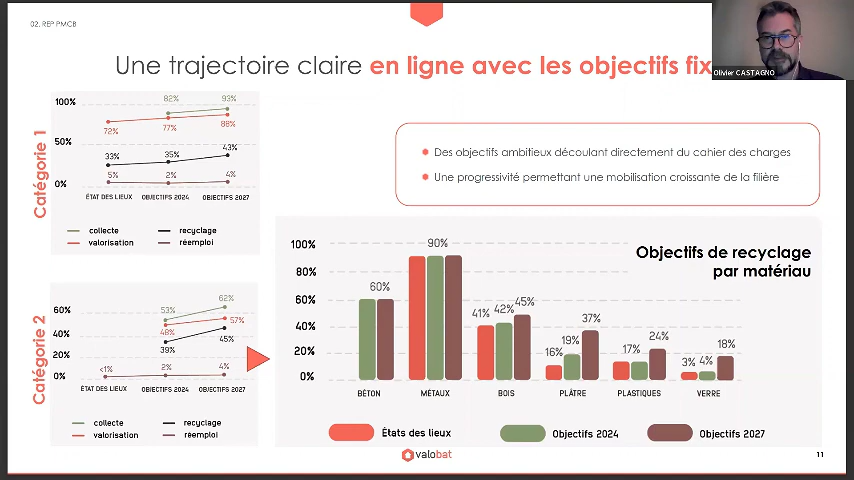 02. REP PMCB
Une trajectoire claire en ligne avec les objectifs fix
Olivier CASTAGNO
Catégorie 1
100%
50%
0%
82%
93%
72%
77%
88%
33%
35%
43%
5%
2%
4%
ÉTAT DES LIEUX
OBJECTIFS 2024
OBJECTIFS 2027
collecte
recyclage
valorisation
réemploi
Des objectifs ambitieux découlant directement du cahier des charges
Une progressivité permettant une mobilisation croissante de la filière
Catégorie 2
60%
40%
20%
0%
53%
62%
48%
57%
39%
45%
<1%
2%
4%
ÉTAT DES LIEUX
OBJECTIFS 2024
OBJECTIFS 2027
collecte
recyclage
valorisation
réemploi
Objectifs de recyclage
par matériau
100%
80%
60%
40%
20%
0%
60%
90%
41%
42%
45%
16%
19%
37%
17%
24%
3%
4%
18%
BÉTON
MÉTAUX
BOIS
PLÂTRE
PLASTIQUES
VERRE
États des lieux
Objectifs 2024
Objectifs 2027
valobat
11